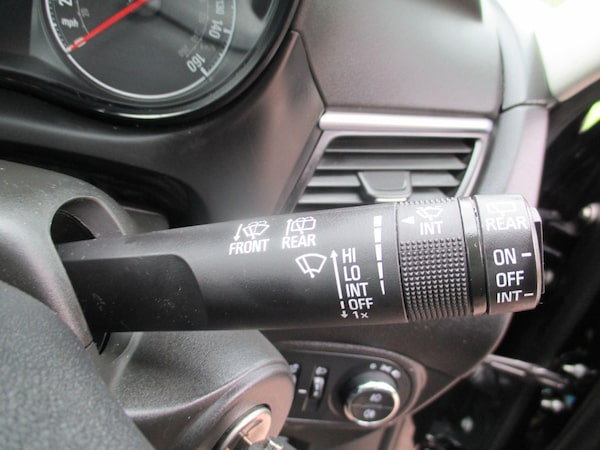 mph
140
160
FRONT
REAR
HI
LO
INT
OFF
1x
INT
REAR
ON
OFF
INT